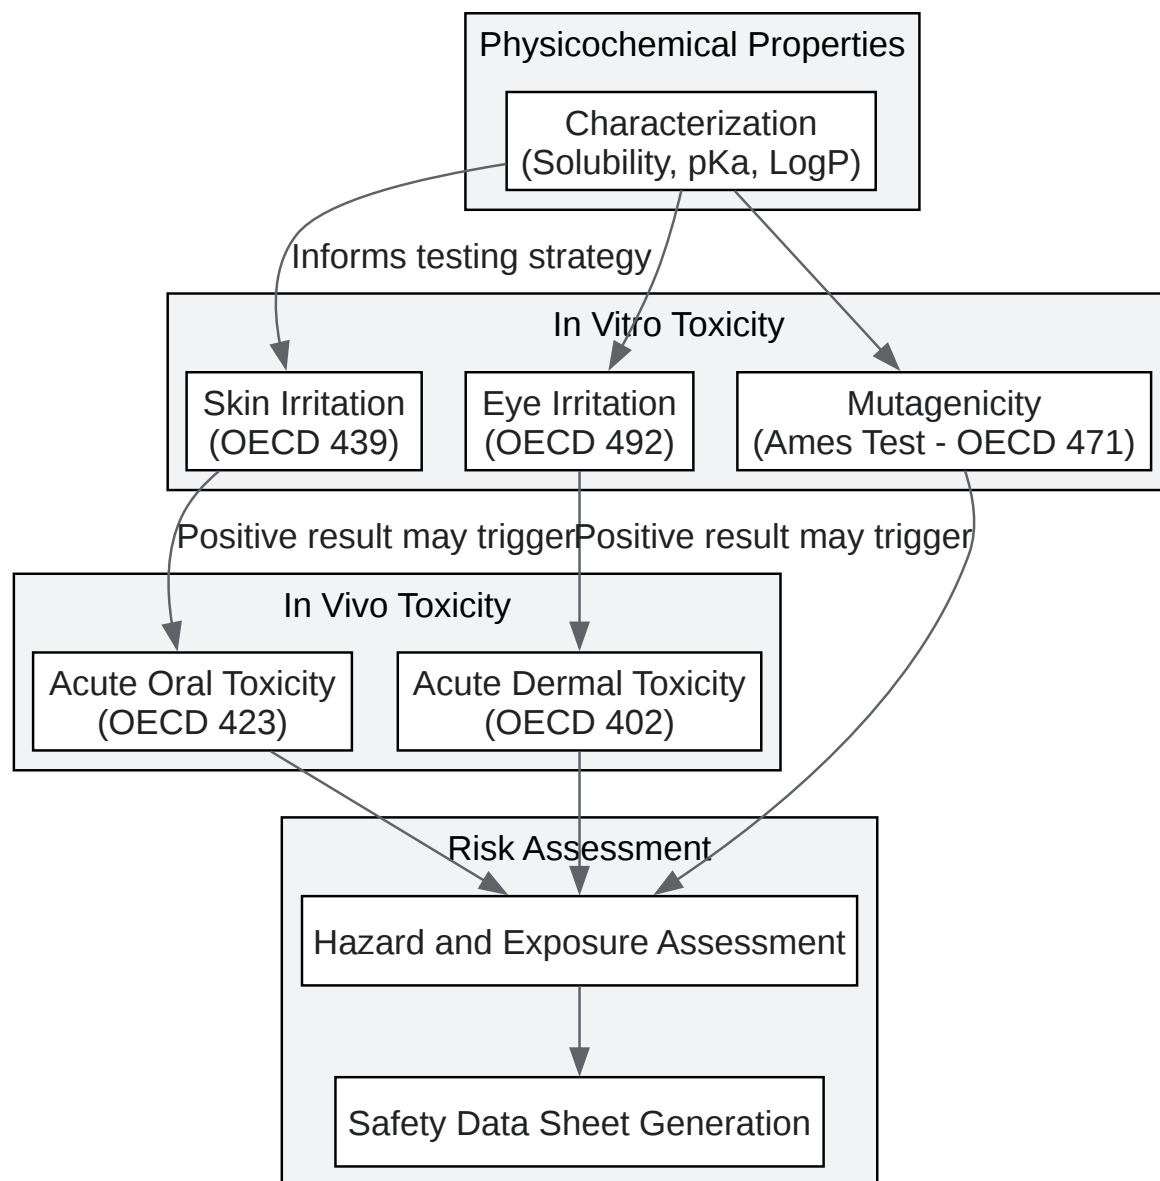 Physicochemical Properties
Characterization
(Solubility, pKa, LogP)
Informs testing strategy
In Vitro Toxicity
Skin Irritation
(OECD 439)
Eye Irritation
(OECD 492)
Mutagenicity
(Ames Test - OECD 471)
Positive result may trigger
Positive result may trigger
In Vivo Toxicity
Acute Oral Toxicity
(OECD 423)
Acute Dermal Toxicity
(OECD 402)
Risk Assessment
Hazard and Exposure Assessment
Safety Data Sheet Generation